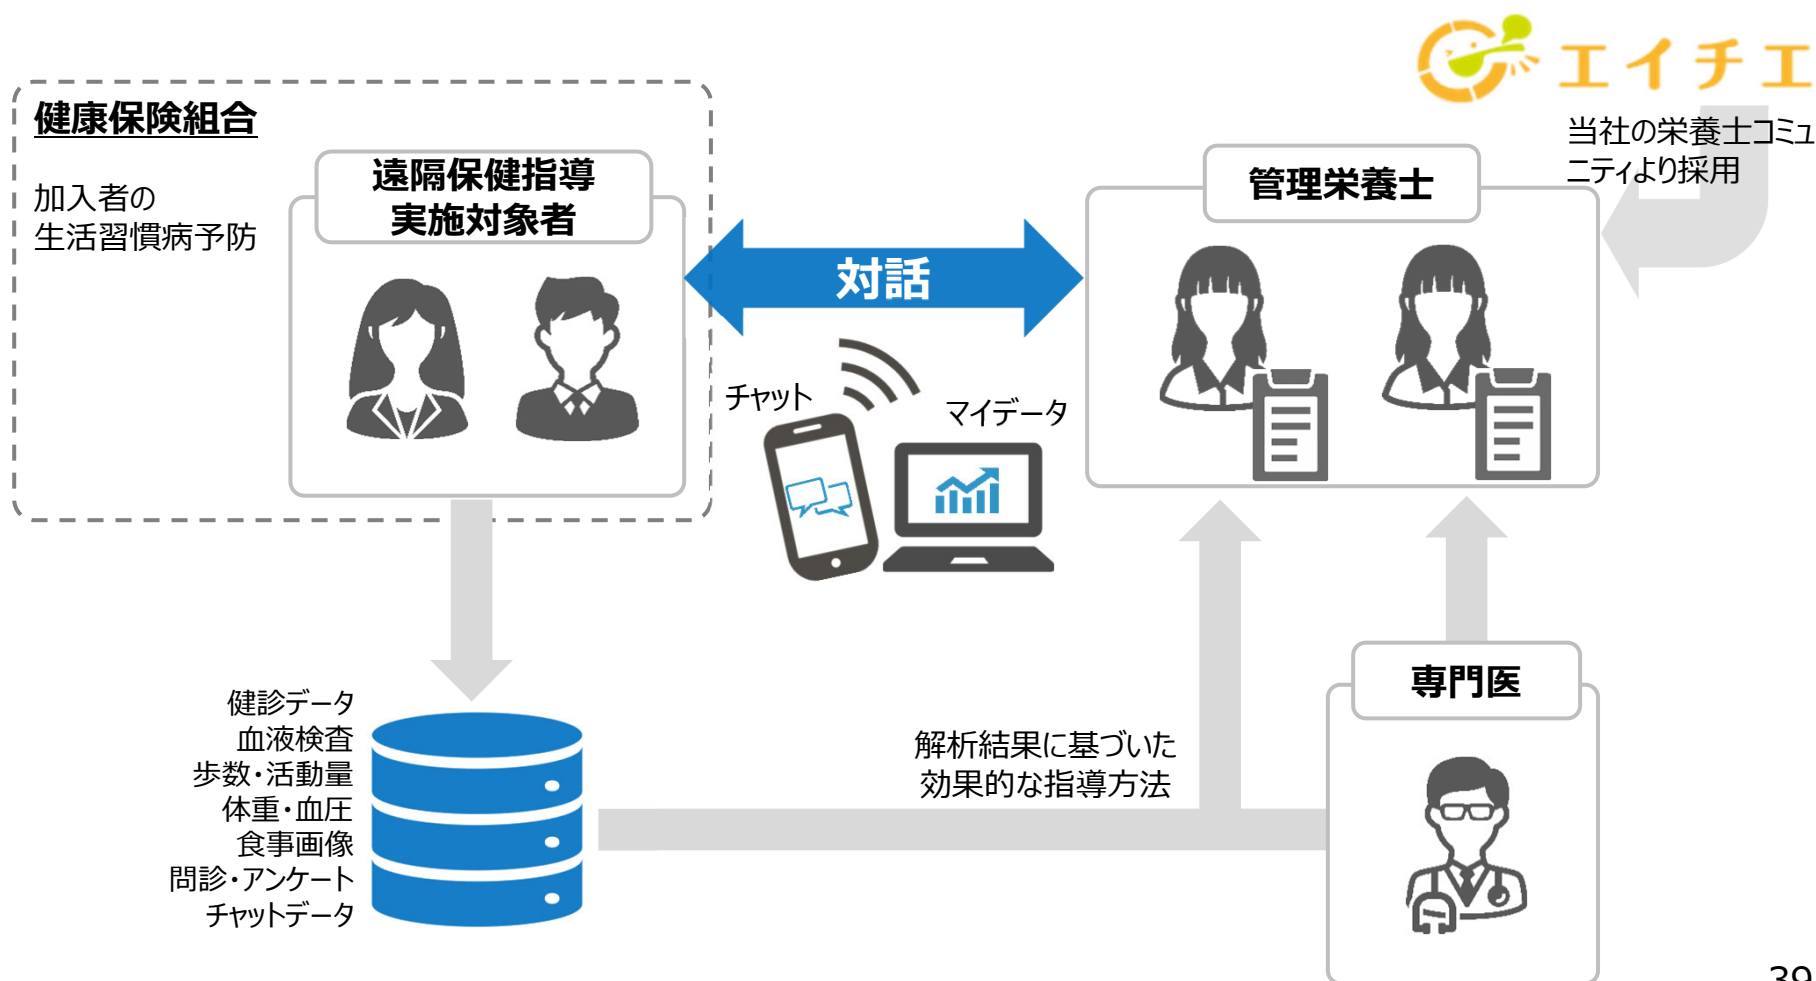 エイチエ
当社の栄養士コミュ
ニティより採用
健康保険組合
加入者の
生活習慣病予防
遠隔保健指導
実施対象者
対話
管理栄養士
チャット
マイデータ
専門医
健診データ
血液検査
歩数・活動量
体重・血圧
食事画像
問診・アンケート
チャットデータ
解析結果に基づいた
効果的な指導方法
39